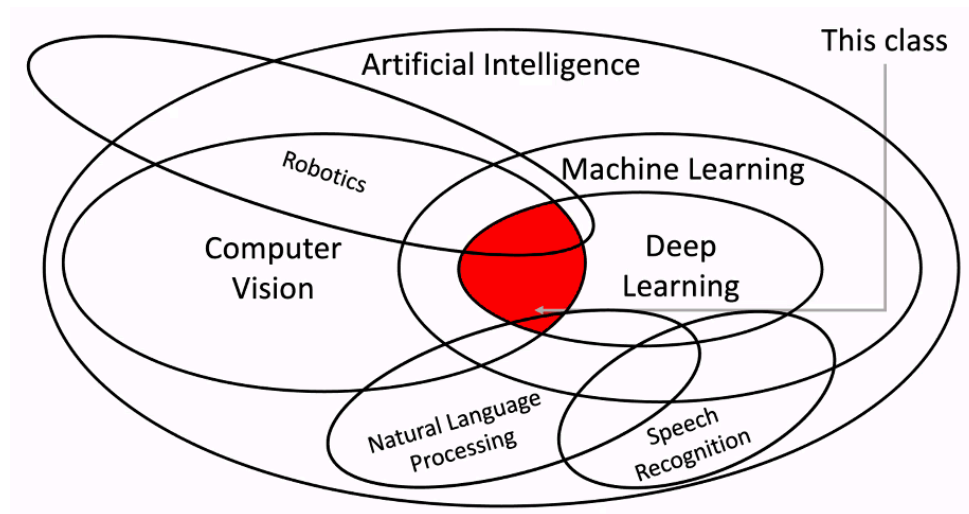 This class
Artificial Intelligence
Robotics
Machine Learning
Computer
Vision
Deep
Learning
Natural Language
Processing
Speech
Recognition